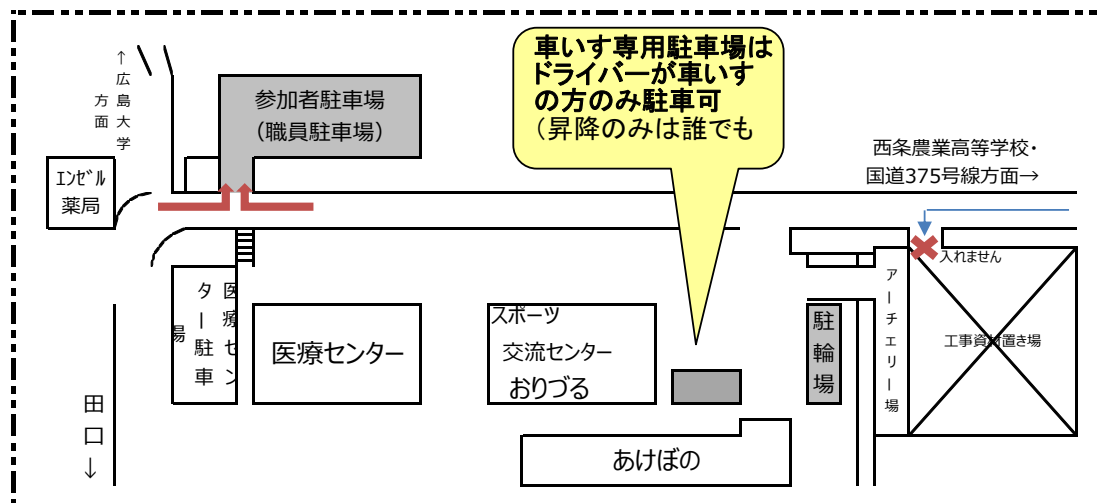 ↑広島大学
方面
参加者駐車場
（職員駐車場）
車いす専用駐車場は
ドライバーが車いす
の方のみ駐車可
（昇降のみは誰でも
西条農業高等学校・
国道375号線方面→
エンゼル
薬局
入れません
医療セン
ター駐車
場
医療センター
スポーツ
交流センター
おりづる
駐輪場
アーチェリー場
工事資材置き場
田口↓
あけぼの